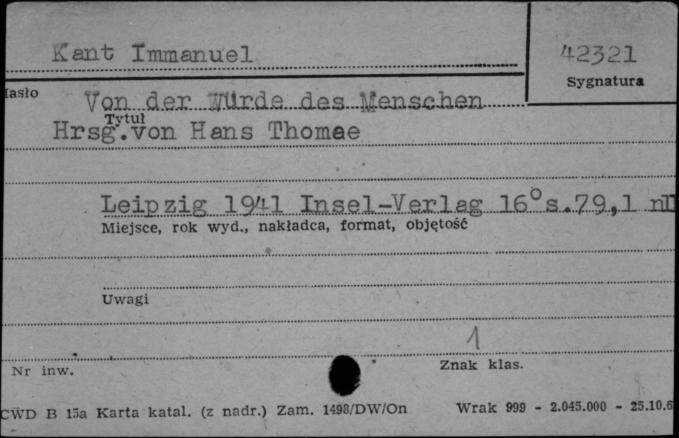 Kant Immanuel
42321
Sygnatura
Hasło
Von der Würde des Menschen
Tytuł
Hrsg.von Hans Thomae
Leipzig 1941 Insel-Verlag 16° s.79,1 nl
Miejsce, rok wyd., nakładca, format, objętość
Uwagi
1
Nr inw.
Znak klas.
CWD B 15a Karta katal. (z nadr.) Zam. 1498/DW/On Wrak 999 - 2.045.000 - 25.10.6